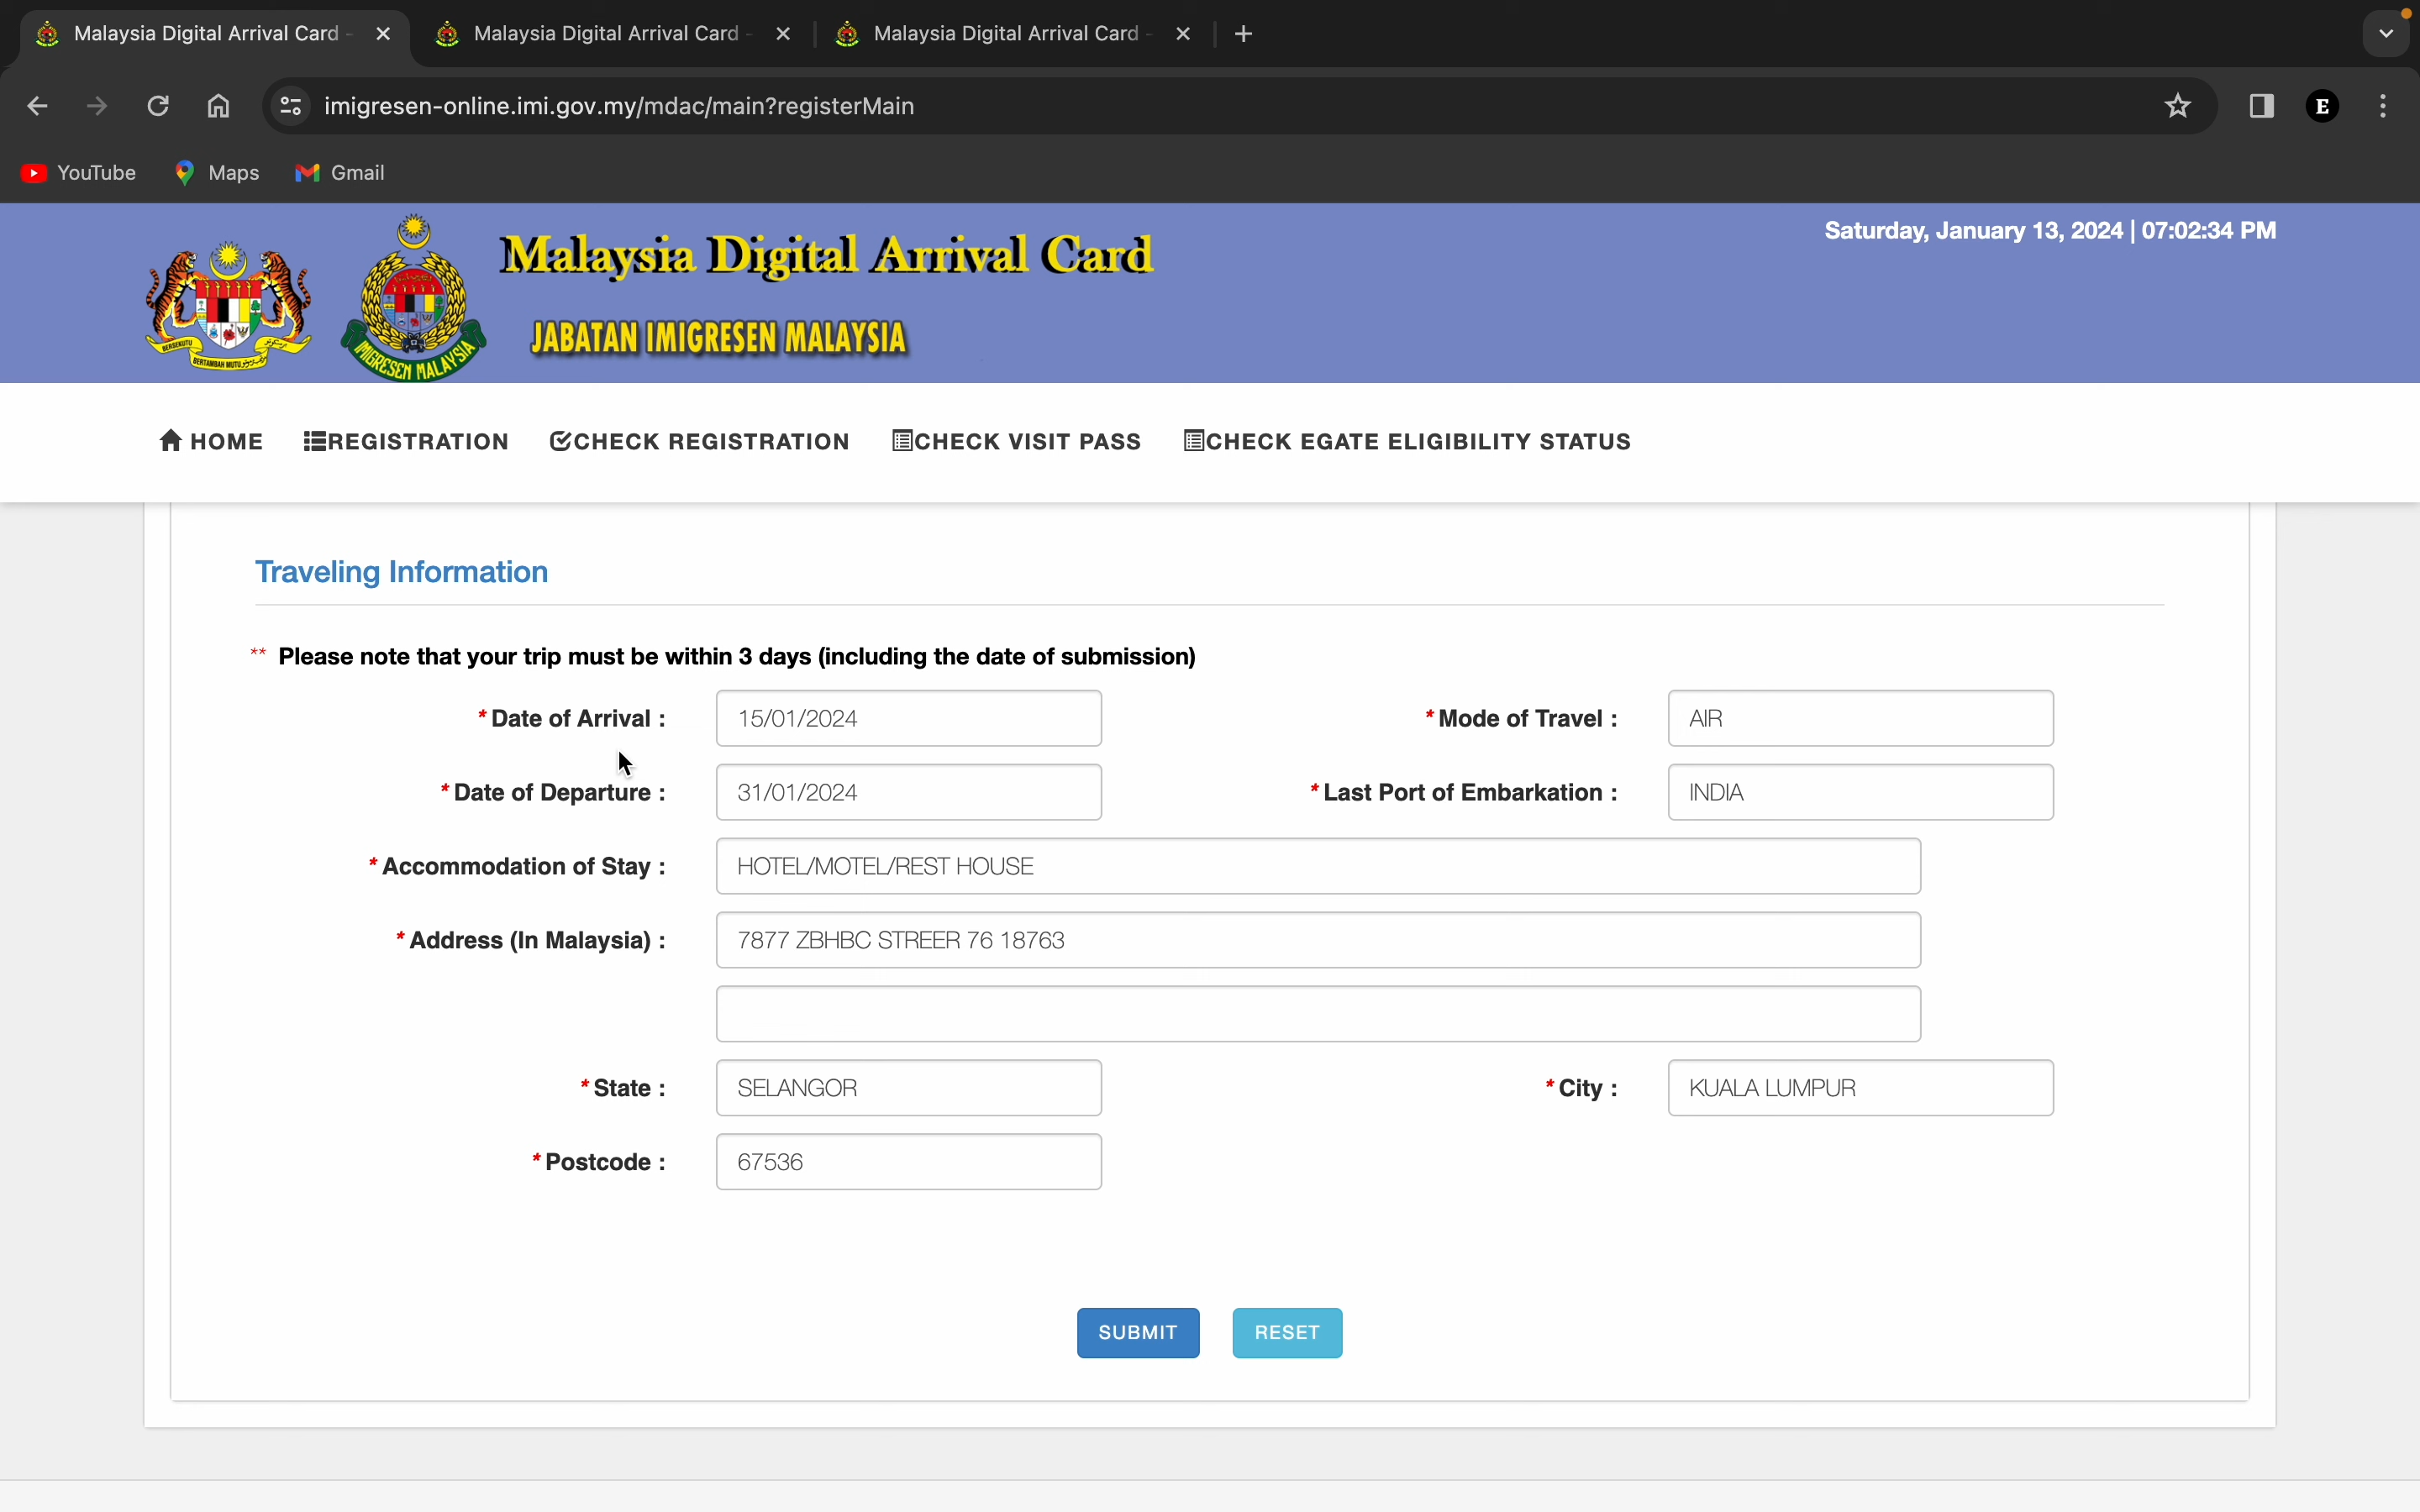 Malaysia Digital Arrival Card -
Malaysia Digital Arrival Card -
Malaysia Digital Arrival Card -
imigresen-online.imi.gov.my/mdac/main?registerMain
E
YouTube
Maps
Gmail
Malaysia Digital Arrival Card
JABATAN IMIGRESEN MALAYSIA
BERSEKUTU
BERTAMBAH MUTU
IMIGRESEN MALAYSIA
Saturday, January 13, 2024 | 07:02:34 PM
HOME
REGISTRATION
CHECK REGISTRATION
CHECK VISIT PASS
CHECK EGATE ELIGIBILITY STATUS
Traveling Information
** Please note that your trip must be within 3 days (including the date of submission)
* Date of Arrival : 15/01/2024
* Mode of Travel : AIR
* Date of Departure : 31/01/2024
* Last Port of Embarkation : INDIA
* Accommodation of Stay : HOTEL/MOTEL/REST HOUSE
* Address (In Malaysia) : 7877 ZBHBC STREER 76 18763
* State : SELANGOR
* City : KUALA LUMPUR
* Postcode : 67536
SUBMIT
RESET